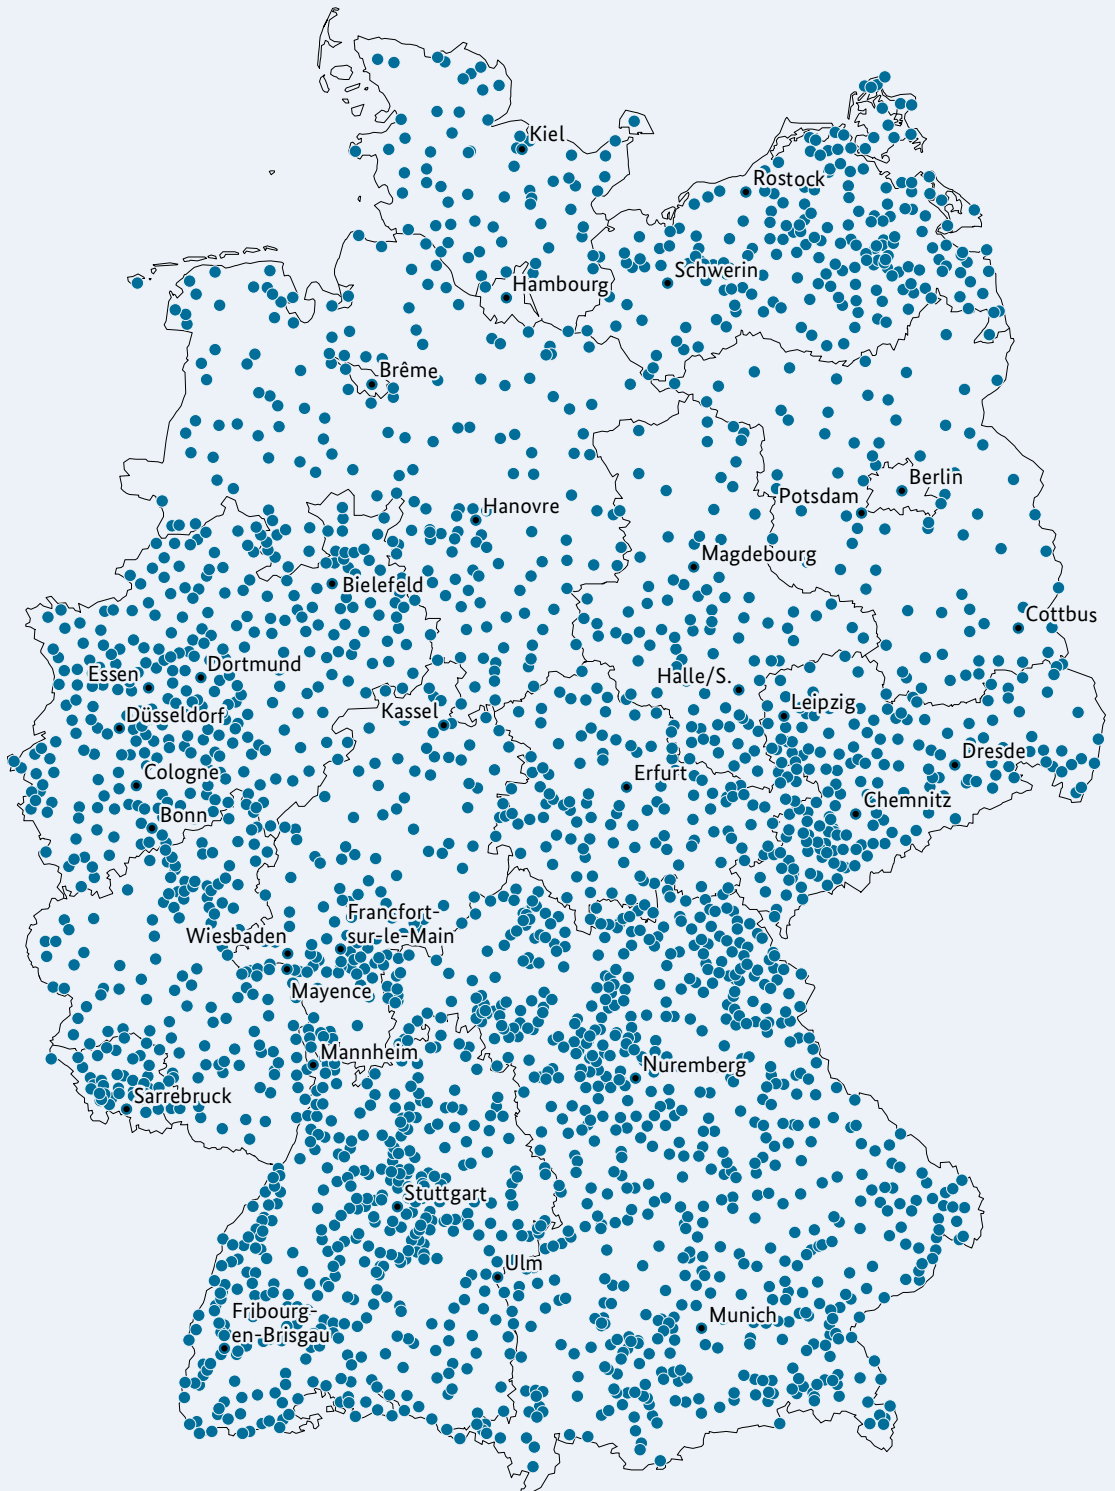 Kiel
Rostock
Schwerin
Hambourg
Brême
Berlin
Potsdam
Hanovre
Magdebourg
Bielefeld
Cottbus
Dortmund
Essen
Halle/S.
Leipzig
Kassel
Düsseldorf
Dresde
Cologne
Erfurt
Chemnitz
Bonn
Francfort-
sur-le-Main
Wiesbaden
Mayence
Mannheim
Nuremberg
Sarrebruck
Stuttgart
Ulm
Fribourg-
en-Brisgau
Munich